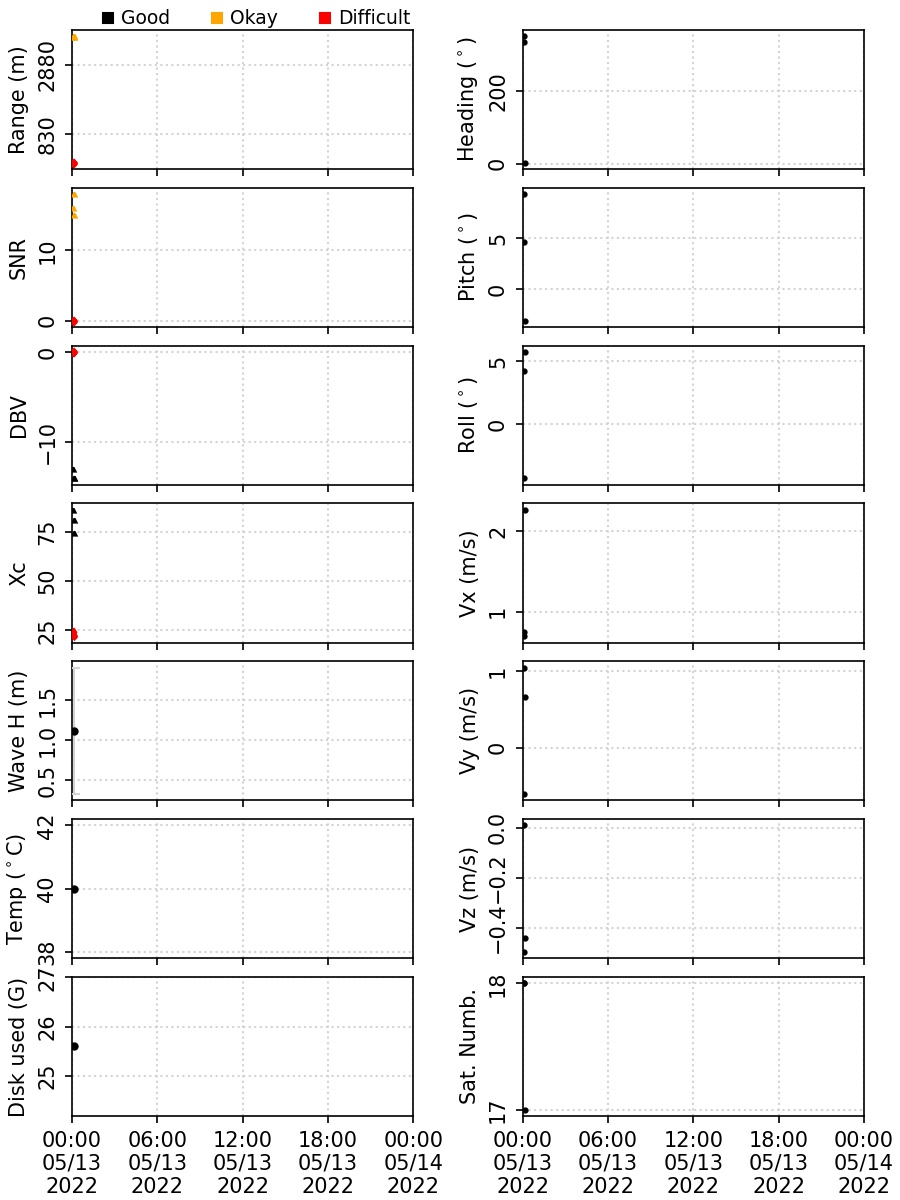 Good Okay Difficult
Range (m)
2880
830
Heading (°)
200
0
SNR
10
0
Pitch (°)
5
0
DBV
0
−10
Roll (°)
5
0
Xc
75
50
25
Vx (m/s)
2
1
Wave H (m)
1.5
1.0
0.5
Vy (m/s)
1
0
Temp (°C)
42
40
38
Vz (m/s)
0.0
−0.2
−0.4
Disk used (G)
27
26
25
Sat. Numb.
18
17
00:00 06:00 12:00 18:00 00:00 00:00 06:00 12:00 18:00 00:00
05/13 05/13 05/13 05/13 05/14 05/13 05/13 05/13 05/13 05/14
2022 2022 2022 2022 2022 2022 2022 2022 2022 2022